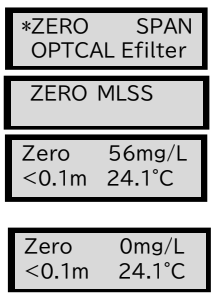 *ZERO SPAN
OPTCAL Efilter
ZERO MLSS
Zero 56mg/L
<0.1m 24.1°C
Zero 0mg/L
<0.1m 24.1°C